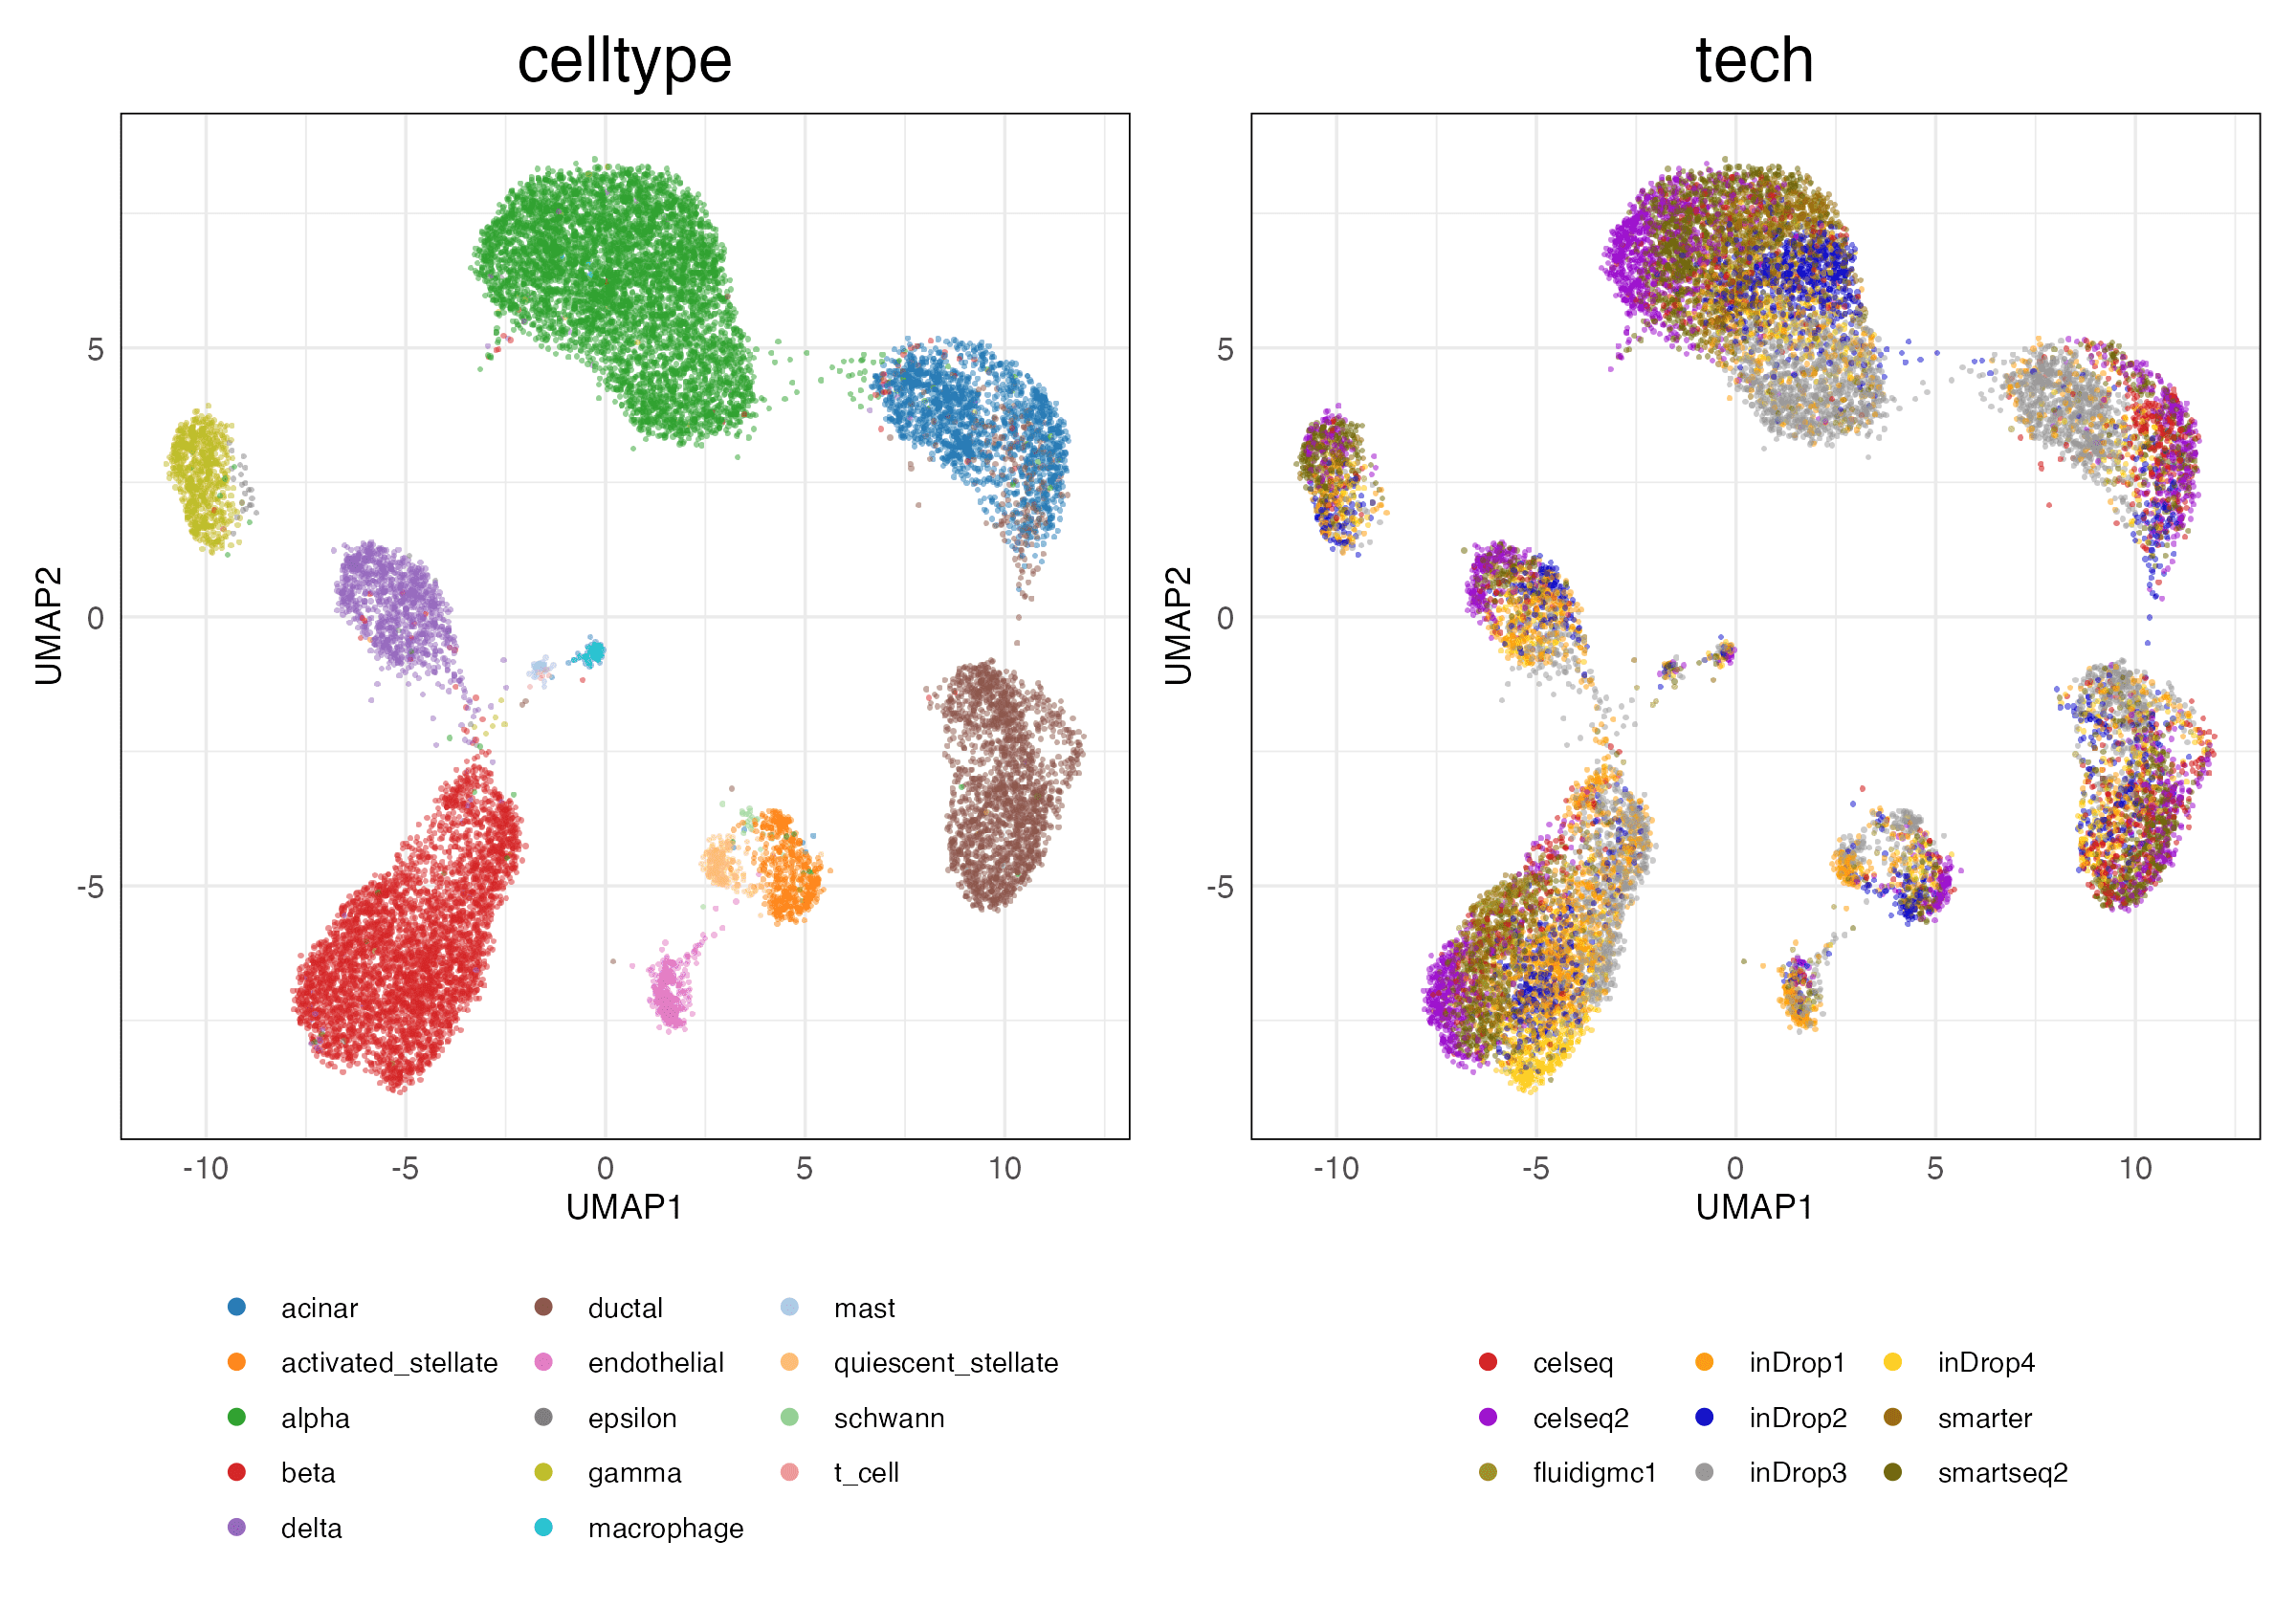 celltype
5
0
-5
UMAP2
-10 -5 0 5 10
UMAP1
acinar
activated_stellate
alpha
beta
delta
ductal
endothelial
epsilon
gamma
macrophage
mast
quiescent_stellate
schwann
t_cell
tech
5
0
-5
UMAP2
-10 -5 0 5 10
UMAP1
celseq
celseq2
fluidigmc1
inDrop1
inDrop2
inDrop3
inDrop4
smarter
smartseq2